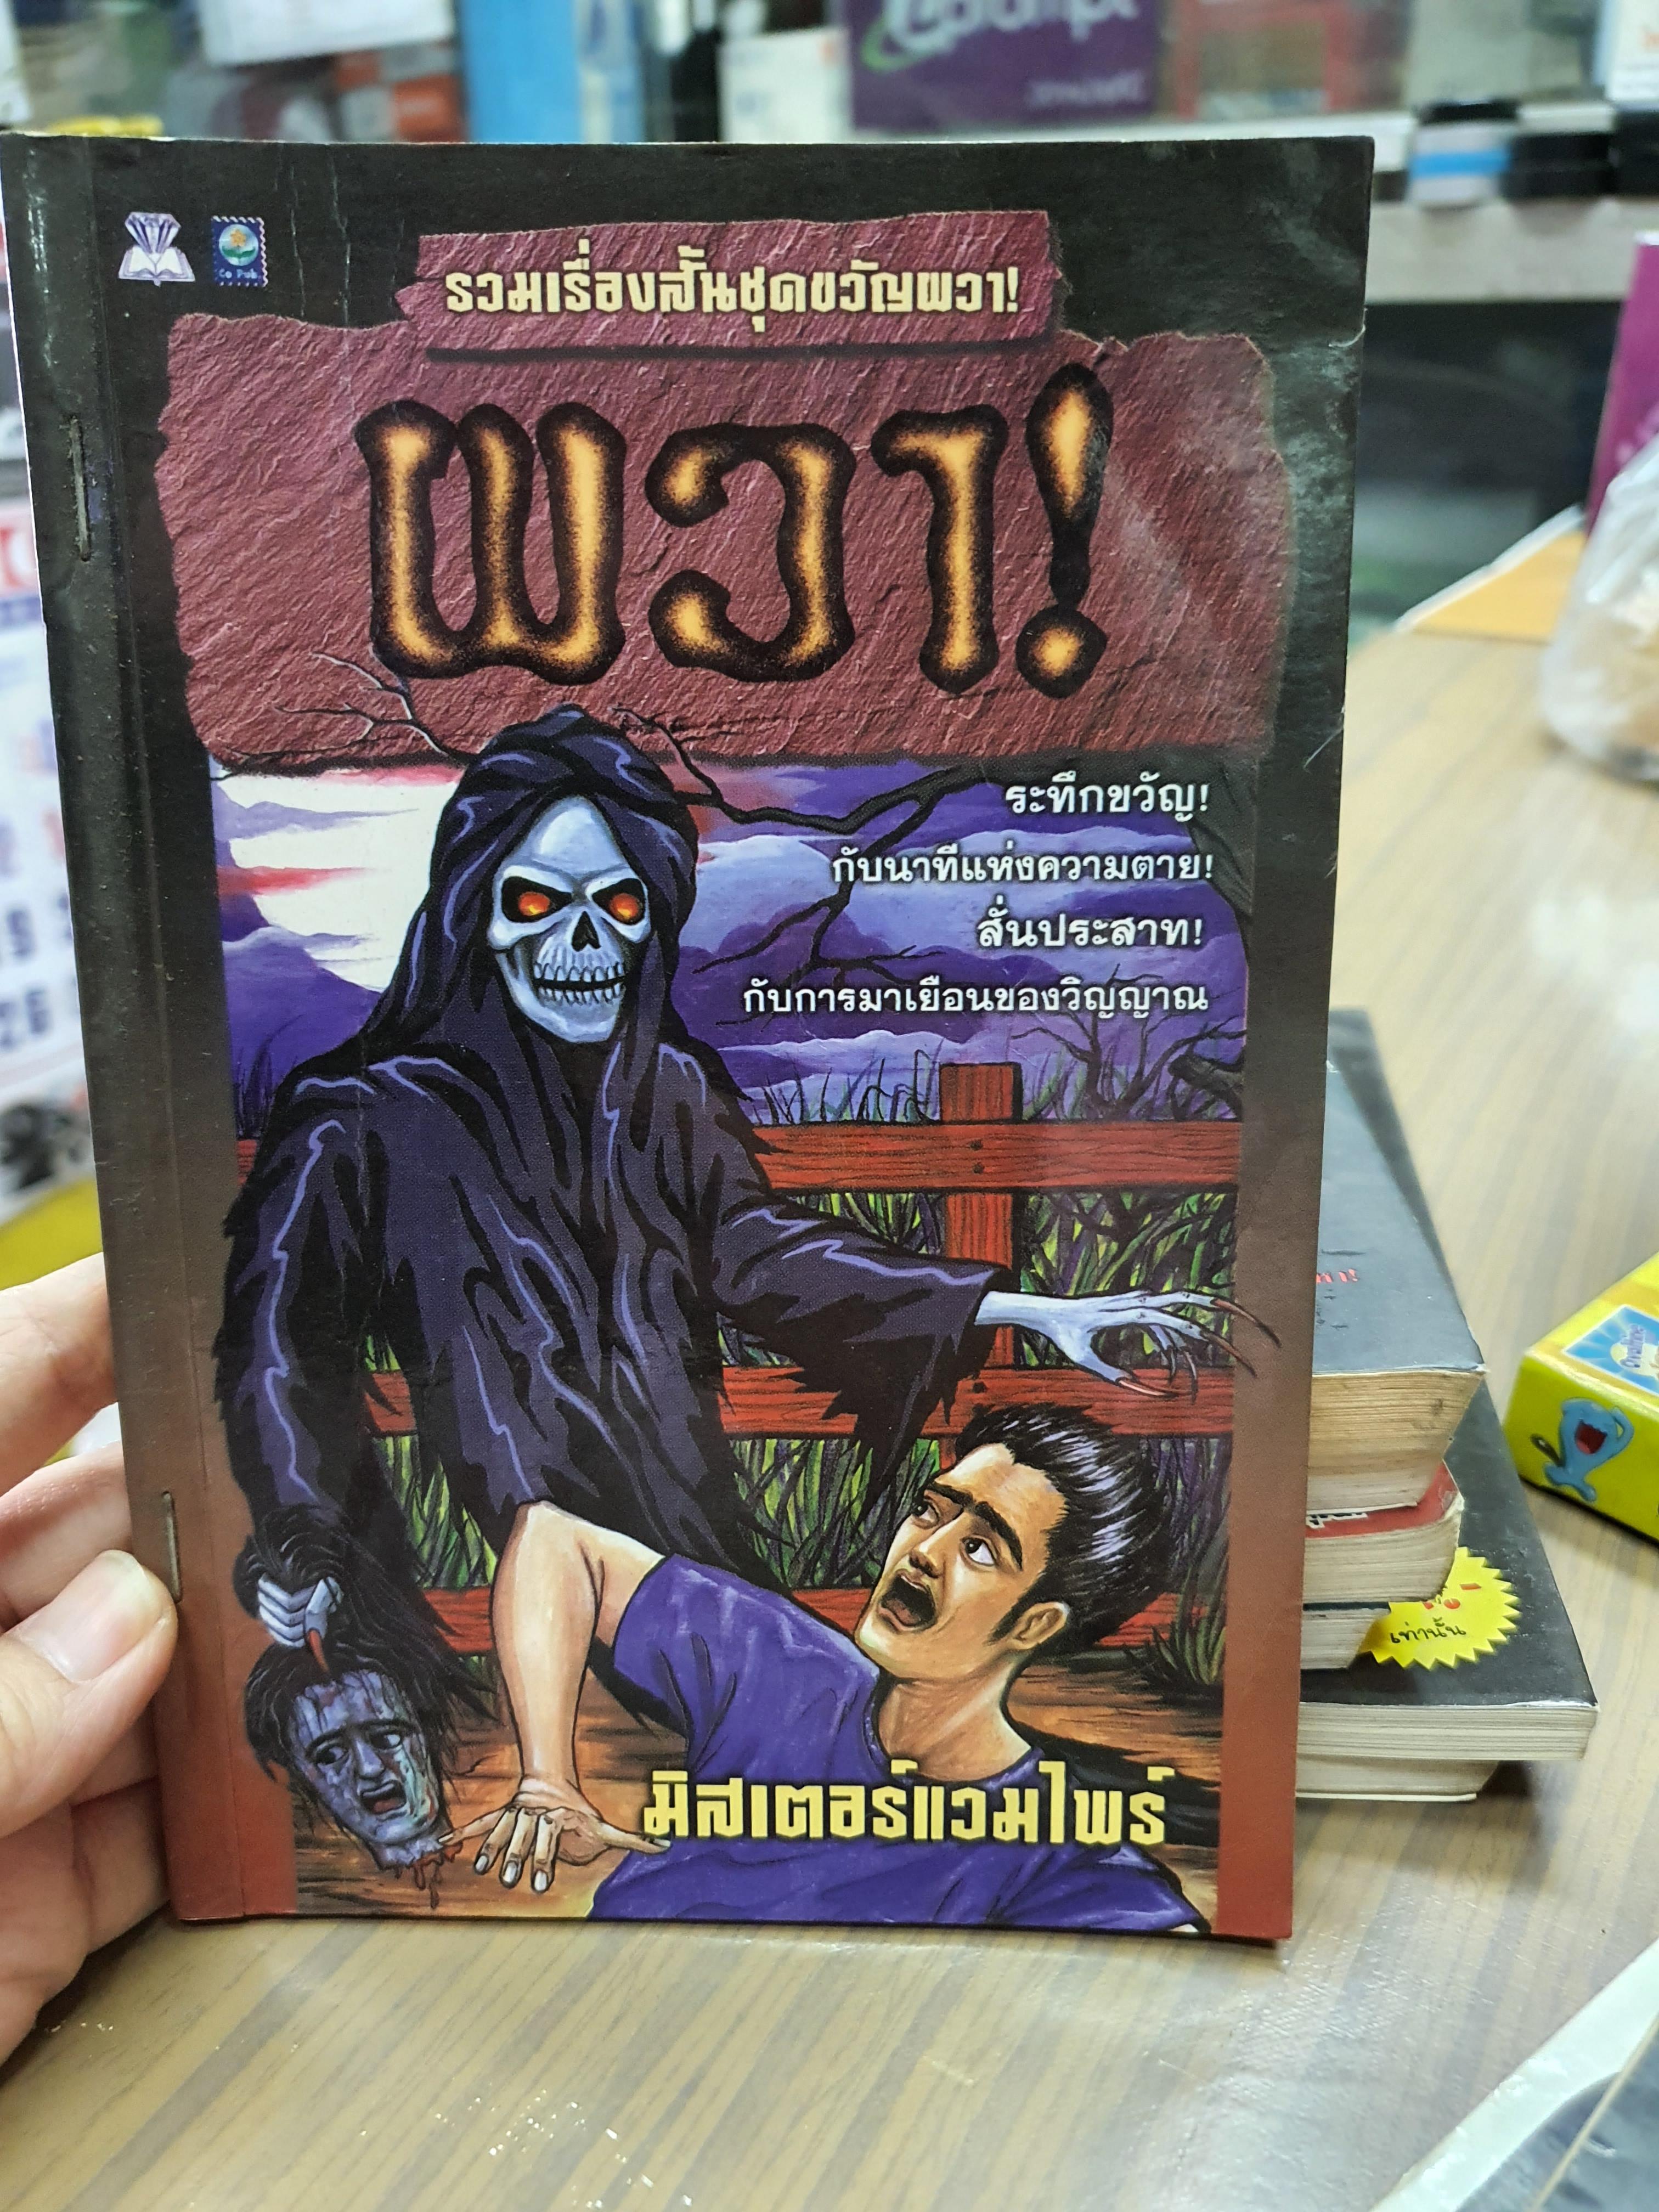 Co Pub.
รวมเรื่องสั้นชุดขวัญผวา!
ผวา!
ระทึกขวัญ!
กับนาทีแห่งความตาย!
สั่นประสาท!
กับการมาเยือนของวิญญาณ
มิสเตอร์แวมไพร์
เท่านั้น
26